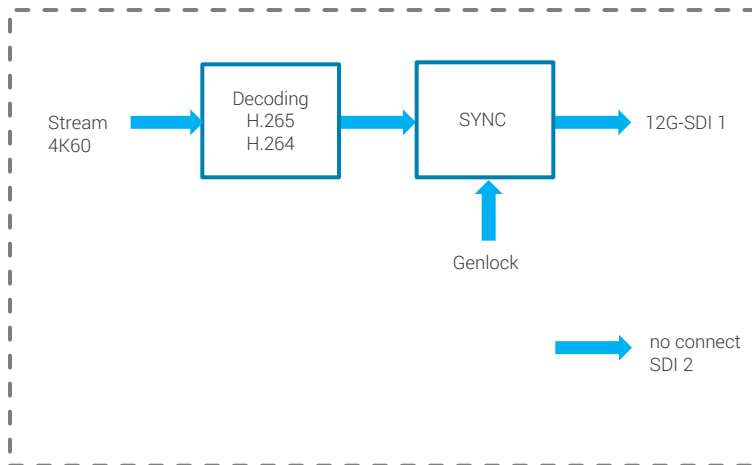 Stream
4K60
Decoding
H.265
H.264
SYNC
12G-SDI 1
Genlock
no connect
SDI 2